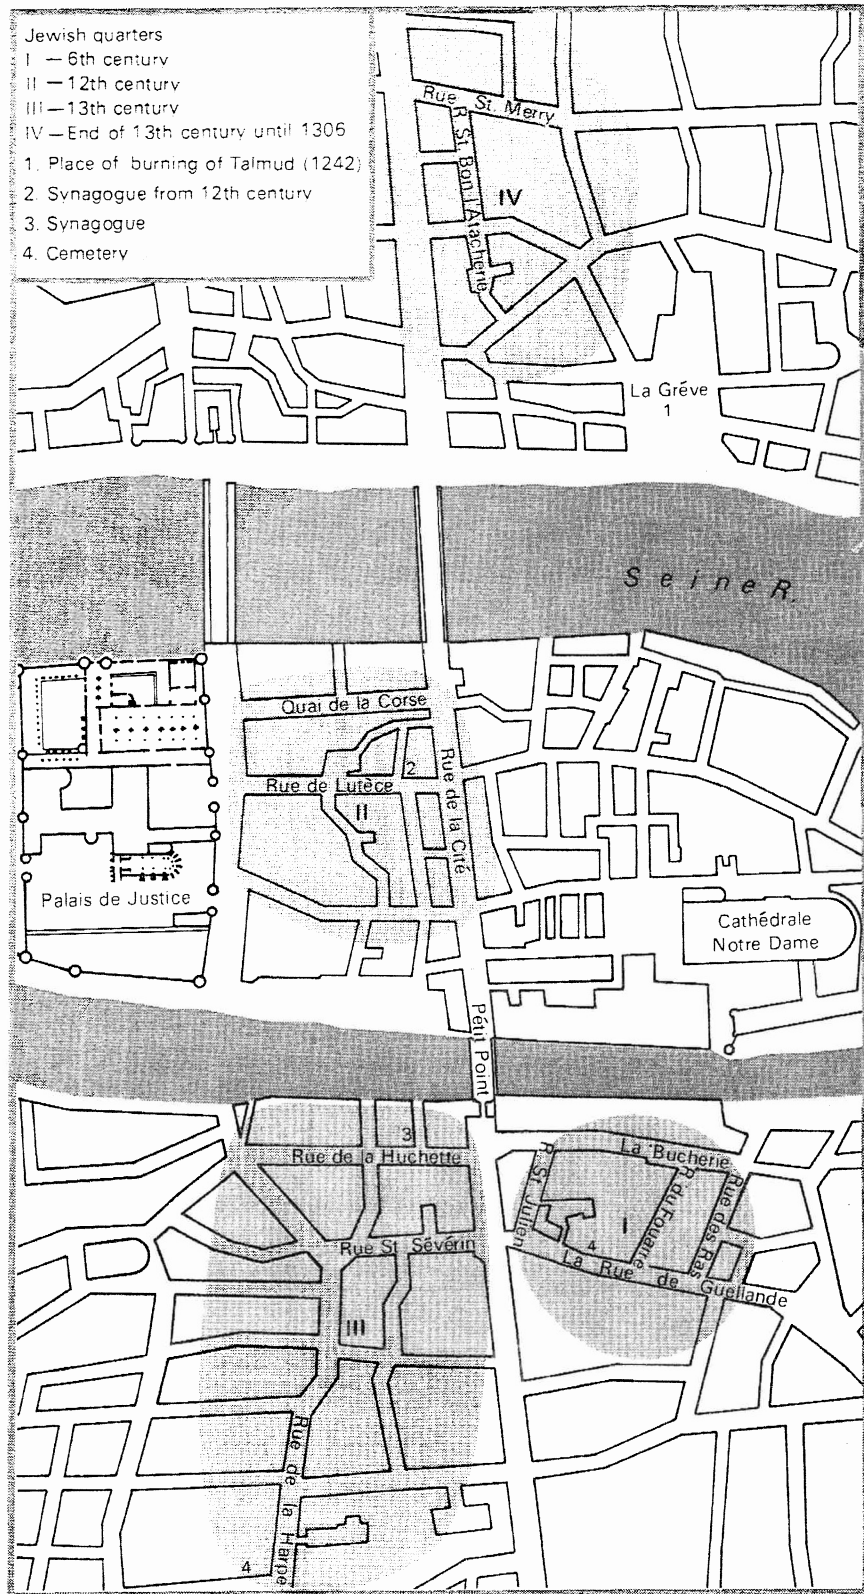 Jewish quarters
I – 6th century
II – 12th century
III – 13th century
IV – End of 13th century until 1306
1. Place of burning of Talmud (1242)
2. Synagogue from 12th century
3. Synagogue
4. Cemetery
Rue St. Merry
R. St. Bon l'Atacherie
IV
La Gréve
1
Seine R.
Quai de la Corse
Rue de la Cité
2
Rue de Lutèce
II
Palais de Justice
Cathédrale
Notre Dame
Pétit Point
3
Rue de la Huchette
La Bucherie
R. St. Julien
R. du Fouarre
Rue des Ras
I
4
Rue St. Sévérin
La Rue de Guellande
III
Rue de la Harpe
4